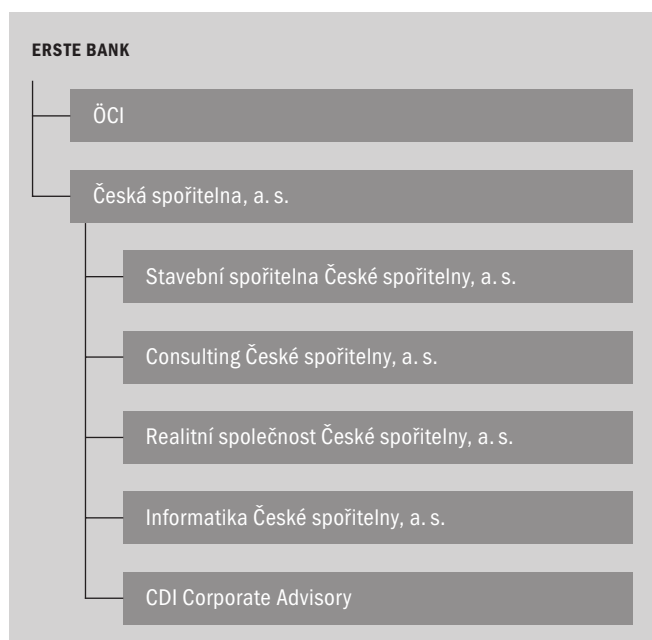 ERSTE BANK
ÖCI
Česká spořitelna, a. s.
Stavební spořitelna České spořitelny, a. s.
Consulting České spořitelny, a. s.
Realitní společnost České spořitelny, a. s.
Informatika České spořitelny, a. s.
CDI Corporate Advisory